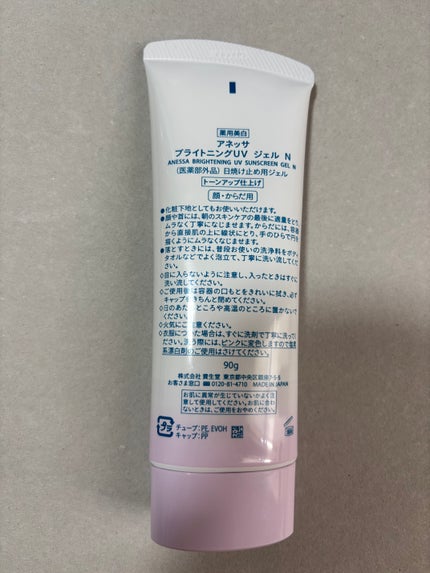 薬用美白
アネッサ
ブライトニングUV ジェル N
ANESSA BRIGHTENING UV SUNSCREEN GEL N
(医薬部外品) 日焼け止め用ジェル
トーンアップ仕上げ
顔・からだ用
●化粧下地としてもお使いいただけます。
●顔や首には、朝のスキンケアの最後に適量をとり、
ムラなく丁寧になじませます。からだには、容器
から直接肌の上に線状にとり、手のひらで円を
描くようにムラなくなじませます。
●落とすときには、普段お使いの洗浄料をボディ
タオルなどでよく泡立て、丁寧に洗い流してくだ
さい。
◇目に入らないように注意し、入ったときはすぐに
洗い流してください。
◇ご使用後は容器の口もとをきれいに拭き、必ず
キャップをきちんと閉めてください。
◇日のあたるところや高温のところに置かないで
ください。
◇火気にご注意ください。
◇衣服についた場合は、すぐに洗剤で丁寧に洗って
ください。洗う際には、ピンクに変色しますので塩素
系漂白剤のご使用はさけてください。
90g
株式会社 資生堂 東京都中央区銀座7-5-5
お客さま窓口 0120-81-4710 MADE IN JAPAN
お肌に異常が生じていないかよく注
意して使用してください。お肌に合わ
ないときは、ご使用をおやめください。
プラ
チューブ:PE, EVOH
キャップ:PP